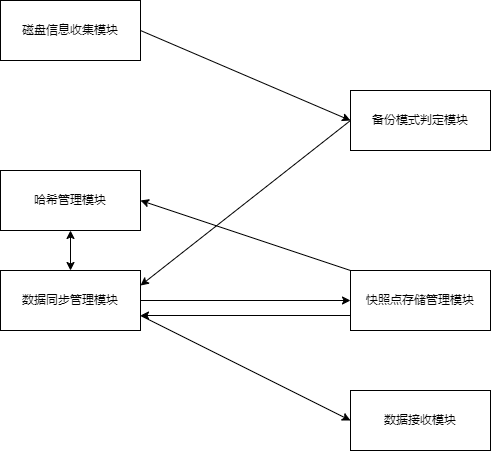 磁盘信息收集模块
备份模式判定模块
哈希管理模块
数据同步管理模块
快照点存储管理模块
数据接收模块